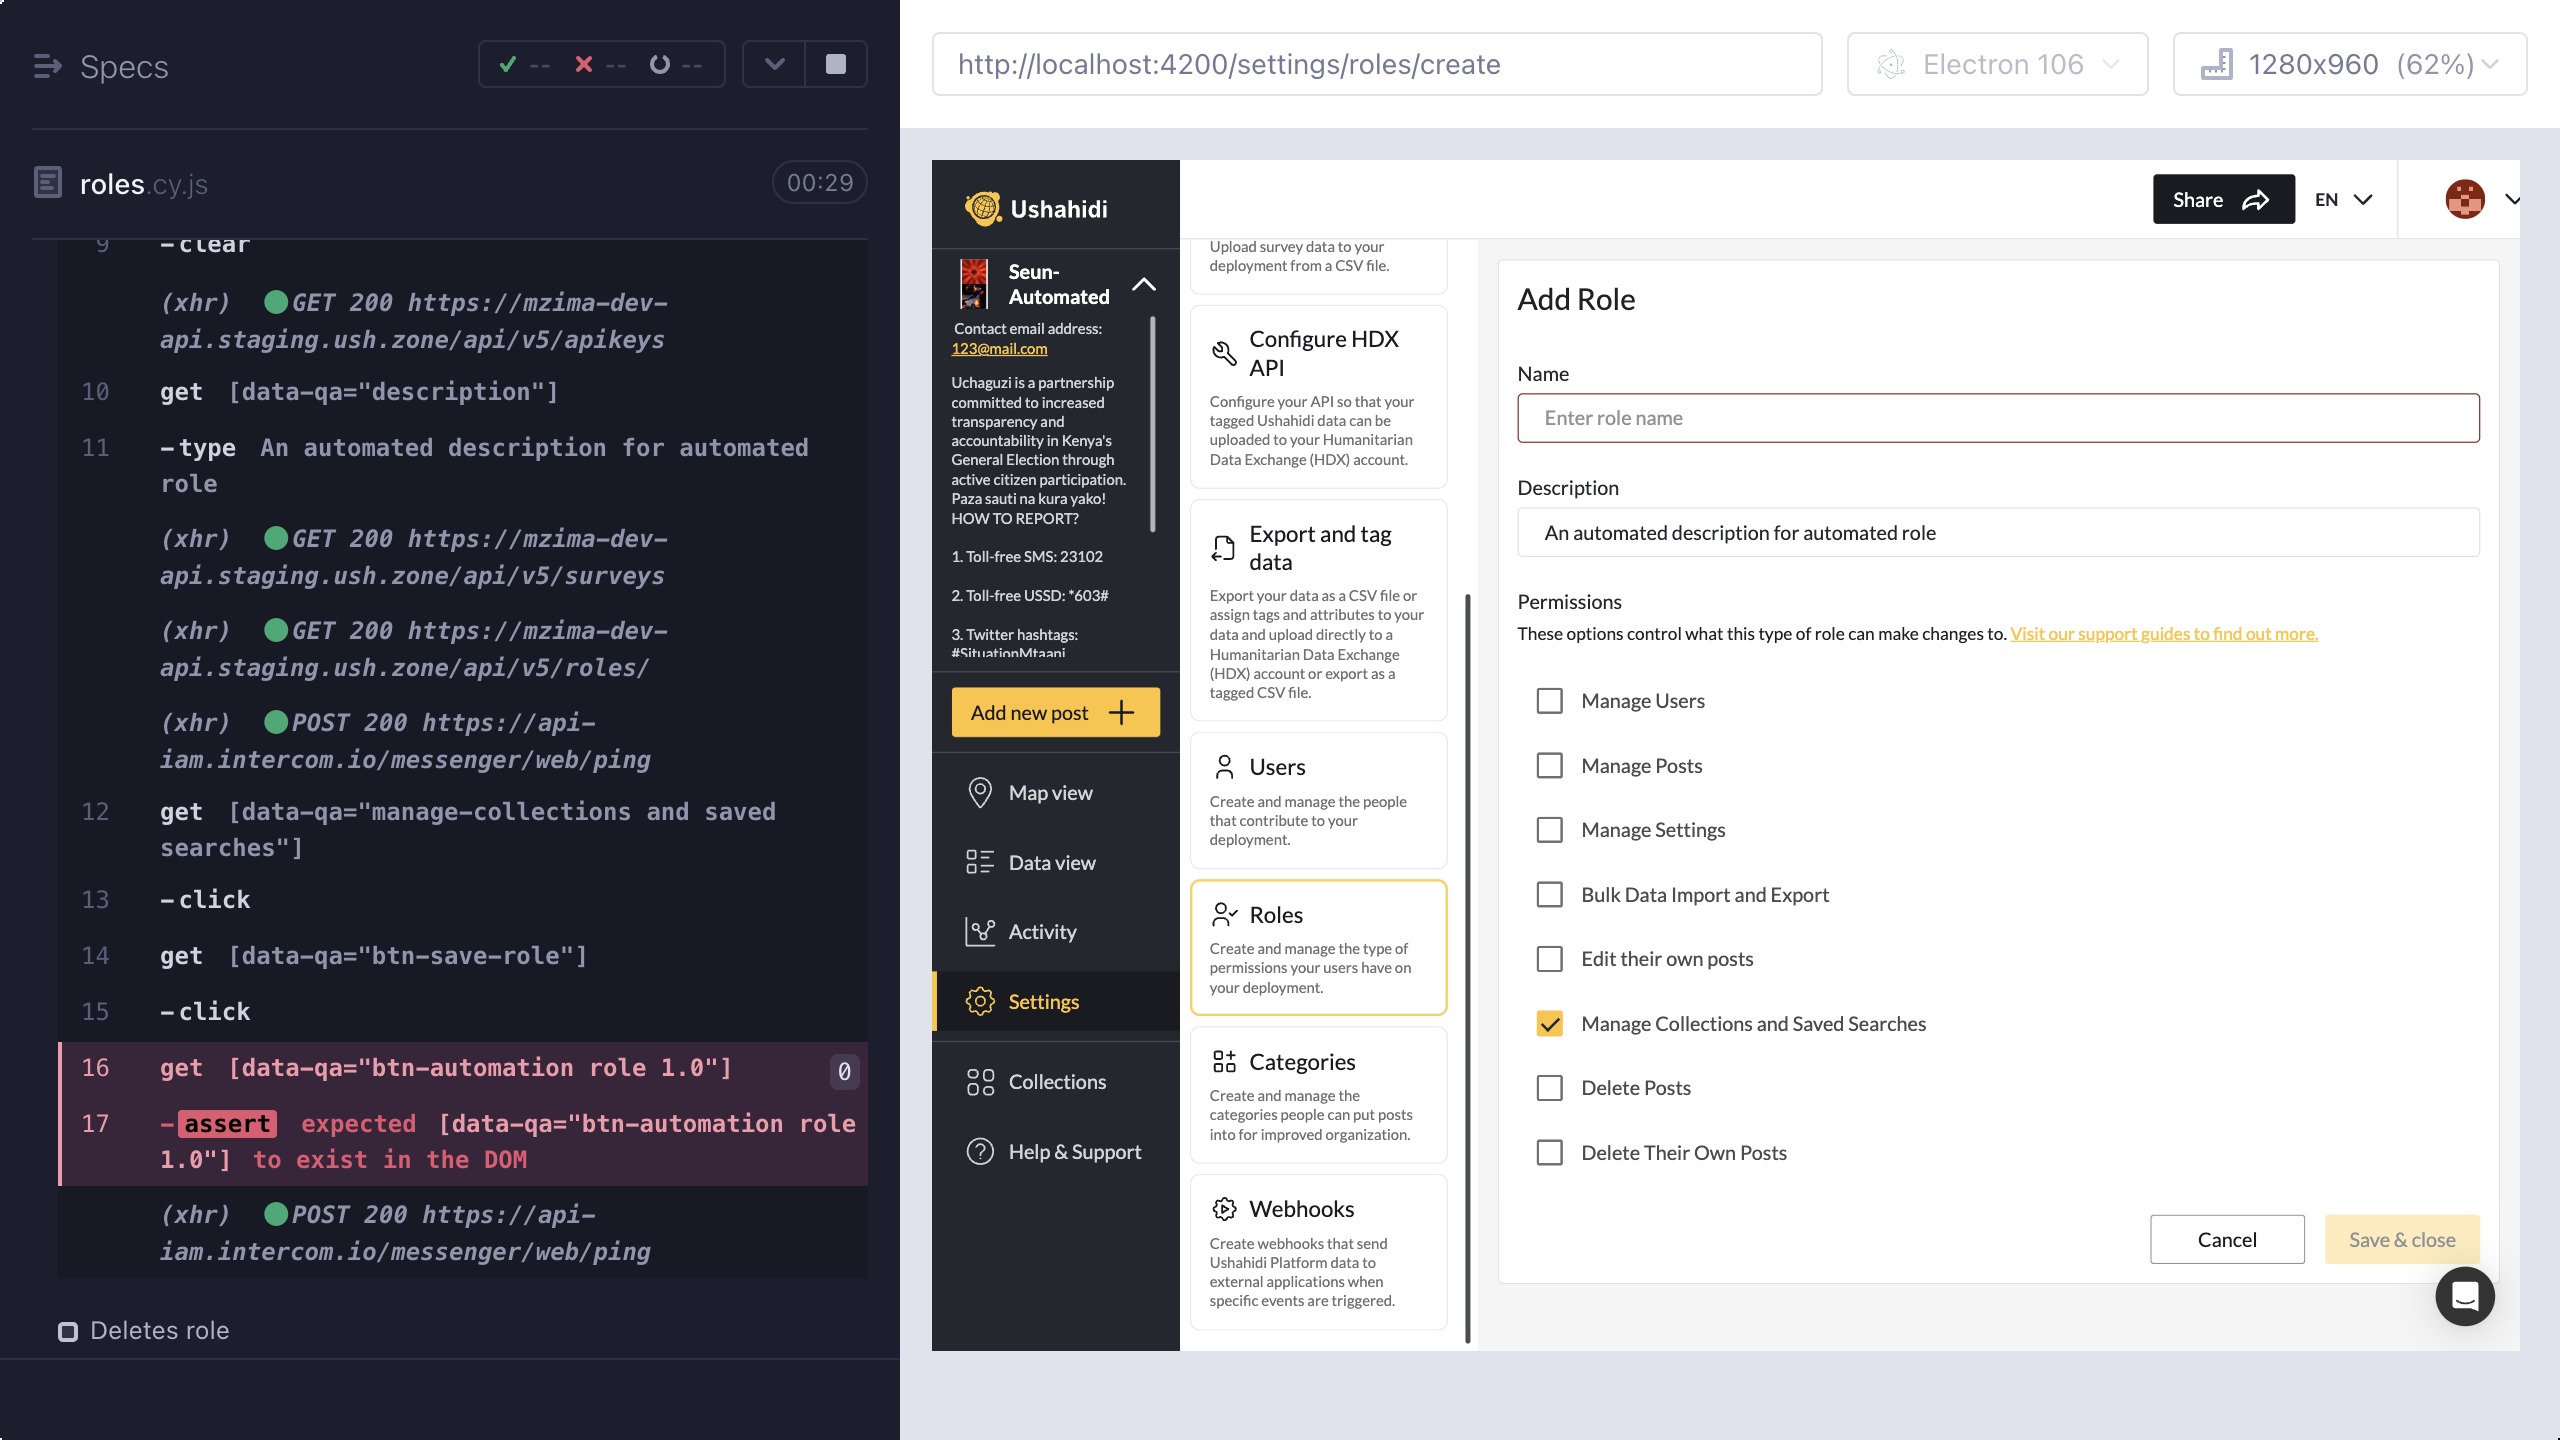 Specs
-- -- --
roles.cy.js
00:29
9 -clear
(xhr) GET 200 https://mzima-dev-
api.staging.ush.zone/api/v5/apikeys
10 get [data-qa="description"]
11 -type An automated description for automated
role
(xhr) GET 200 https://mzima-dev-
api.staging.ush.zone/api/v5/surveys
(xhr) GET 200 https://mzima-dev-
api.staging.ush.zone/api/v5/roles/
(xhr) POST 200 https://api-
iam.intercom.io/messenger/web/ping
12 get [data-qa="manage-collections and saved
searches"]
13 -click
14 get [data-qa="btn-save-role"]
15 -click
16 get [data-qa="btn-automation role 1.0"] 0
17 -assert expected [data-qa="btn-automation role
1.0"] to exist in the DOM
(xhr) POST 200 https://api-
iam.intercom.io/messenger/web/ping
Deletes role
http://localhost:4200/settings/roles/create
Electron 106
1280x960 (62%)
Ushahidi
Share
EN
Seun-
Automated
Contact email address:
123@mail.com
Uchaguzi is a partnership
committed to increased
transparency and
accountability in Kenya's
General Election through
active citizen participation.
Paza sauti na kura yako!
HOW TO REPORT?
1. Toll-free SMS: 23102
2. Toll-free USSD: *603#
3. Twitter hashtags:
#SituationMtaani
Add new post
Map view
Data view
Activity
Settings
Collections
Help & Support
Upload survey data to your
deployment from a CSV file.
Configure HDX
API
Configure your API so that your
tagged Ushahidi data can be
uploaded to your Humanitarian
Data Exchange (HDX) account.
Export and tag
data
Export your data as a CSV file or
assign tags and attributes to your
data and upload directly to a
Humanitarian Data Exchange
(HDX) account or export as a
tagged CSV file.
Users
Create and manage the people
that contribute to your
deployment.
Roles
Create and manage the type of
permissions your users have on
your deployment.
Categories
Create and manage the
categories people can put posts
into for improved organization.
Webhooks
Create webhooks that send
Ushahidi Platform data to
external applications when
specific events are triggered.
Add Role
Name
Enter role name
Description
An automated description for automated role
Permissions
These options control what this type of role can make changes to. Visit our support guides to find out more.
Manage Users
Manage Posts
Manage Settings
Bulk Data Import and Export
Edit their own posts
Manage Collections and Saved Searches
Delete Posts
Delete Their Own Posts
Cancel
Save & close